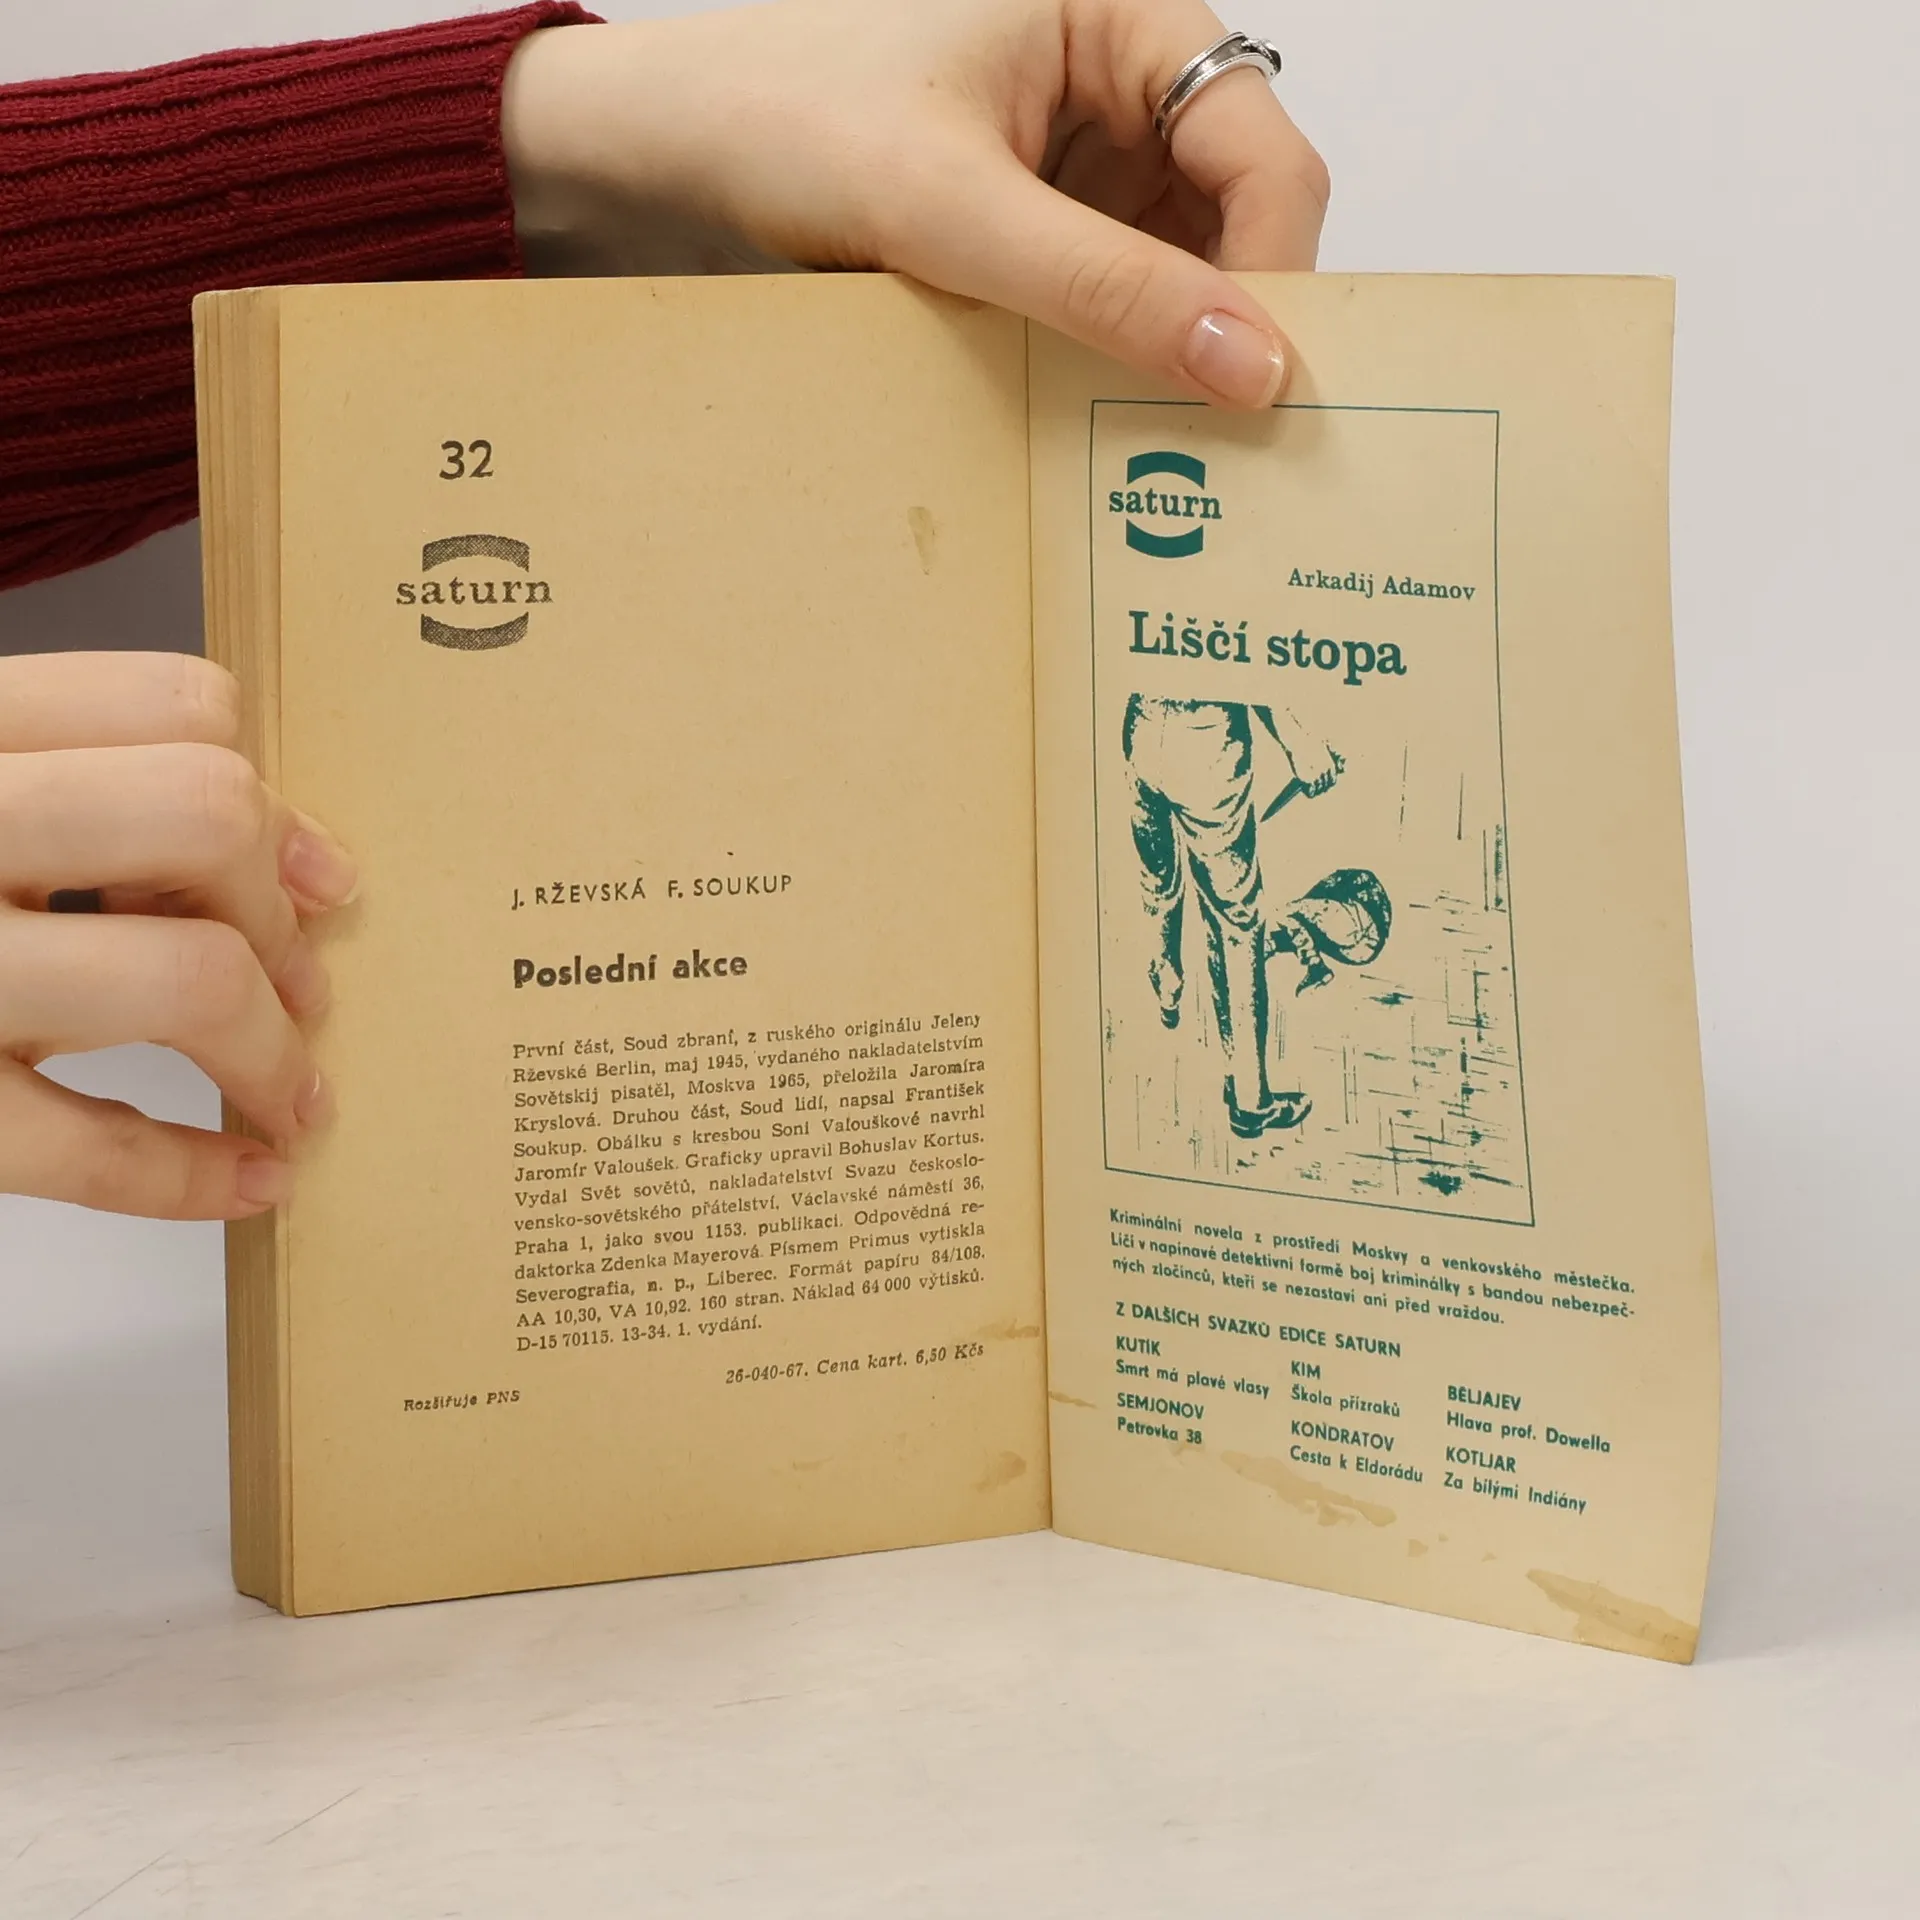 32
saturn
J. RŽEVSKÁ F. SOUKUP
Poslední akce
První část, Soud zbraní, z ruského originálu Jeleny
Rževské Berlin, maj 1945, vydaného nakladatelstvím
Sovětskij pisatěl, Moskva 1965, přeložila Jaromíra
Kryslová. Druhou část, Soud lidí, napsal František
Soukup. Obálku s kresbou Soni Valouškové navrhl
Jaromír Valoušek. Graficky upravil Bohuslav Kortus.
Vydal Svět sovětů, nakladatelství Svazu českoslo-
vensko-sovětského přátelství, Václavské náměstí 36,
Praha 1, jako svou 1153. publikaci. Odpovědná re-
daktorka Zdenka Mayerová. Písmem Primus vytiskla
Severografia, n. p., Liberec. Formát papíru 84/108.
AA 10,30, VA 10,92. 160 stran. Náklad 64 000 výtisků.
D-15 70115. 13-34. 1. vydání.
26-040-67. Cena kart. 6,50 Kčs
Rozšiřuje PNS
saturn
Arkadij Adamov
Liščí stopa
Kriminální novela z prostředí Moskvy a venkovského městečka.
Líčí v napínavé detektivní formě boj kriminálky s bandou nebezpeč-
ných zločinců, kteří se nezastaví ani před vraždou.
Z DALŠÍCH SVAZKŮ EDICE SATURN
KUTÍK
Smrt má plavé vlasy
SEMJONOV
Petrovka 38
KIM
Škola přízraků
KONDRATOV
Cesta k Eldorádu
BĚLJAJEV
Hlava prof. Dowella
KOTLJAR
Za bílými Indiány